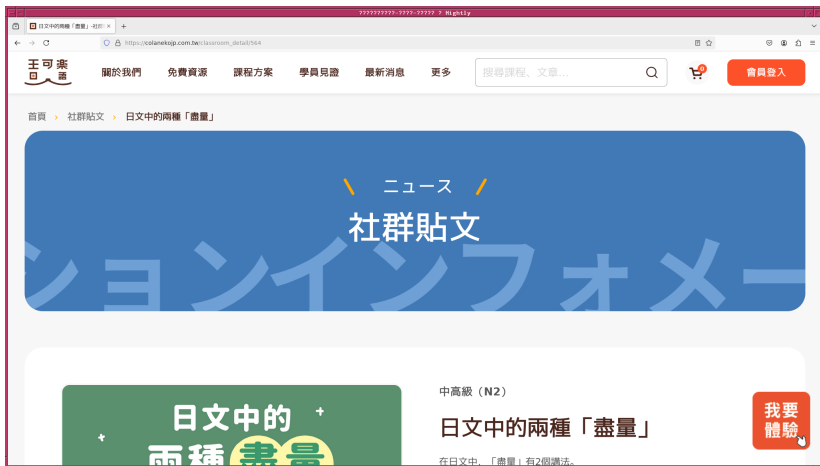 ??????????-????-????? ? Nightly
日文中的兩種「盡量」-社群
https://colanekojp.com.tw/classroom_detail/564
王可樂
日 語
關於我們
免費資源
課程方案
學員見證
最新消息
更多
搜尋課程、文章...
0
會員登入
首頁 › 社群貼文 › 日文中的兩種「盡量」
ニュース
社群貼文
ションインフォメー
日文中的
兩種盡量
中高級（N2）
日文中的兩種「盡量」
在日文中，「盡量」有2個講法。
我要
體驗